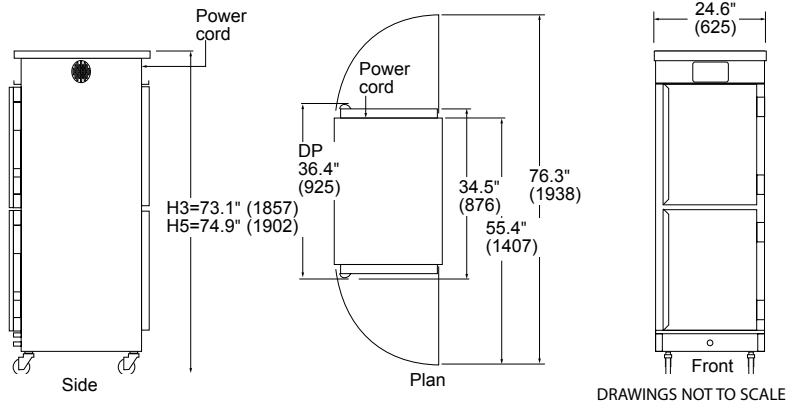 Power
cord
H3=73.1" (1857)
H5=74.9" (1902)
Side
Power
cord
DP
36.4"
(925)
34.5"
(876)
55.4"
(1407)
76.3"
(1938)
Plan
24.6"
(625)
Front
DRAWINGS NOT TO SCALE